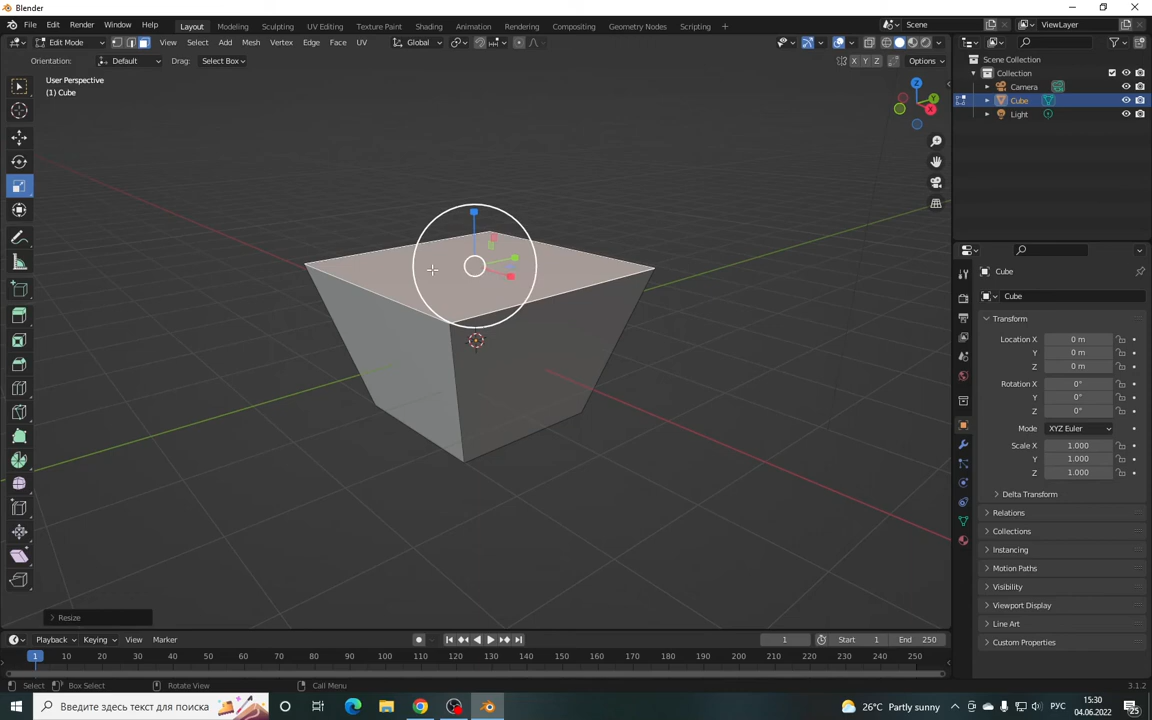 Blender
File Edit Render Window Help Layout Modeling Sculpting UV Editing Texture Paint Shading Animation Rendering Compositing Geometry Nodes Scripting + Scene ViewLayer
Edit Mode View Select Add Mesh Vertex Edge Face UV Global
Orientation: Default Drag: Select Box X Y Z Options
User Perspective
(1) Cube
Z
Y
X
Scene Collection
Collection
Camera
Cube
Light
Cube
Cube
Transform
Location X 0 m
Y 0 m
Z 0 m
Rotation X 0°
Y 0°
Z 0°
Mode XYZ Euler
Scale X 1.000
Y 1.000
Z 1.000
Delta Transform
Relations
Collections
Instancing
Motion Paths
Visibility
Viewport Display
Line Art
Custom Properties
Resize
Playback Keying View Marker 1 Start 1 End 250
1 10 20 30 40 50 60 70 80 90 100 110 120 130 140 150 160 170 180 190 200 210 220 230 240 250
Select Box Select Rotate View Call Menu 3.1.2
Введите здесь текст для поиска 26°C Partly sunny РУС 15:30 04.06.2022 25